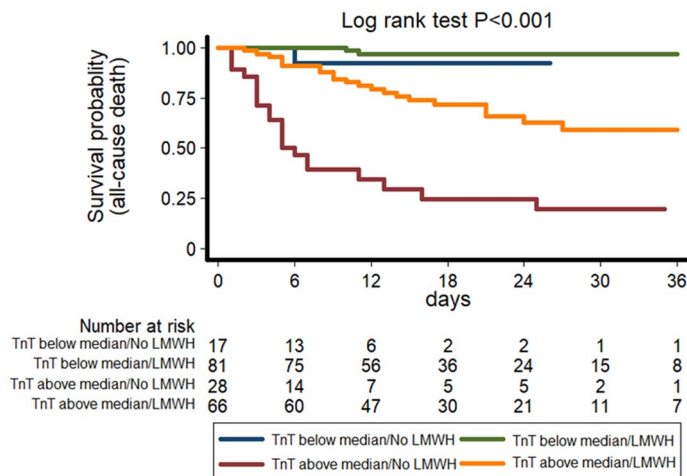 Log rank test P<0.001
Survival probablity
(all-cause death)
1.00
0.75
0.50
0.25
0
0 6 12 18 24 30 36
days
Number at risk
TnT below median/No LMWH 17 13 6 2 2 1 1
TnT below median/LMWH 81 75 56 36 24 15 8
TnT above median/No LMWH 28 14 7 5 5 2 1
TnT above median/LMWH 66 60 47 30 21 11 7
TnT below median/No LMWH TnT below median/LMWH
TnT above median/No LMWH TnT above median/LMWH